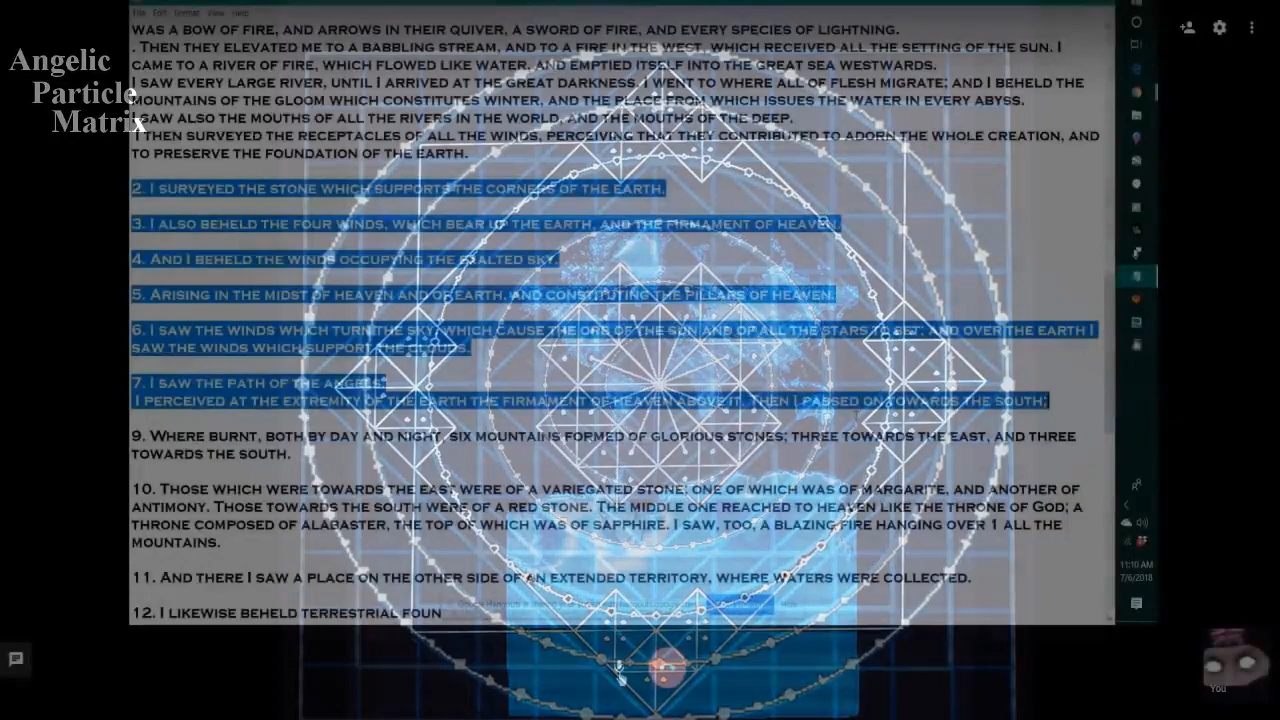 File Edit Format View Help
Angelic
Particle
Matrix
WAS A BOW OF FIRE, AND ARROWS IN THEIR QUIVER, A SWORD OF FIRE, AND EVERY SPECIES OF LIGHTNING.
. THEN THEY ELEVATED ME TO A BABBLING STREAM, AND TO A FIRE IN THE WEST, WHICH RECEIVED ALL THE SETTING OF THE SUN. I
CAME TO A RIVER OF FIRE, WHICH FLOWED LIKE WATER, AND EMPTIED ITSELF INTO THE GREAT SEA WESTWARDS.
I SAW EVERY LARGE RIVER, UNTIL I ARRIVED AT THE GREAT DARKNESS. I WENT TO WHERE ALL OF FLESH MIGRATE; AND I BEHELD THE
MOUNTAINS OF THE GLOOM WHICH CONSTITUTES WINTER, AND THE PLACE FROM WHICH ISSUES THE WATER IN EVERY ABYSS.
I SAW ALSO THE MOUTHS OF ALL THE RIVERS IN THE WORLD, AND THE MOUTHS OF THE DEEP.
I THEN SURVEYED THE RECEPTACLES OF ALL THE WINDS, PERCEIVING THAT THEY CONTRIBUTED TO ADORN THE WHOLE CREATION, AND
TO PRESERVE THE FOUNDATION OF THE EARTH.
2. I SURVEYED THE STONE WHICH SUPPORTS THE CORNERS OF THE EARTH.
3. I ALSO BEHELD THE FOUR WINDS, WHICH BEAR UP THE EARTH, AND THE FIRMAMENT OF HEAVEN.
4. AND I BEHELD THE WINDS OCCUPYING THE EXALTED SKY.
5. ARISING IN THE MIDST OF HEAVEN AND OF EARTH, AND CONSTITUTING THE PILLARS OF HEAVEN.
6. I SAW THE WINDS WHICH TURN THE SKY, WHICH CAUSE THE ORB OF THE SUN AND OF ALL THE STARS TO SET; AND OVER THE EARTH I
SAW THE WINDS WHICH SUPPORT THE CLOUDS.
7. I SAW THE PATH OF THE ANGELS.
I PERCEIVED AT THE EXTREMITY OF THE EARTH THE FIRMAMENT OF HEAVEN ABOVE IT. THEN I PASSED ON TOWARDS THE SOUTH;
9. WHERE BURNT, BOTH BY DAY AND NIGHT, SIX MOUNTAINS FORMED OF GLORIOUS STONES; THREE TOWARDS THE EAST, AND THREE
TOWARDS THE SOUTH.
10. THOSE WHICH WERE TOWARDS THE EAST WERE OF A VARIEGATED STONE; ONE OF WHICH WAS OF MARGARITE, AND ANOTHER OF
ANTIMONY. THOSE TOWARDS THE SOUTH WERE OF A RED STONE. THE MIDDLE ONE REACHED TO HEAVEN LIKE THE THRONE OF GOD; A
THRONE COMPOSED OF ALABASTER, THE TOP OF WHICH WAS OF SAPPHIRE. I SAW, TOO, A BLAZING FIRE HANGING OVER 1 ALL THE
MOUNTAINS.
11. AND THERE I SAW A PLACE ON THE OTHER SIDE OF AN EXTENDED TERRITORY, WHERE WATERS WERE COLLECTED.
12. I LIKEWISE BEHELD TERRESTRIAL FOUN
11:10 AM
7/6/2018
You